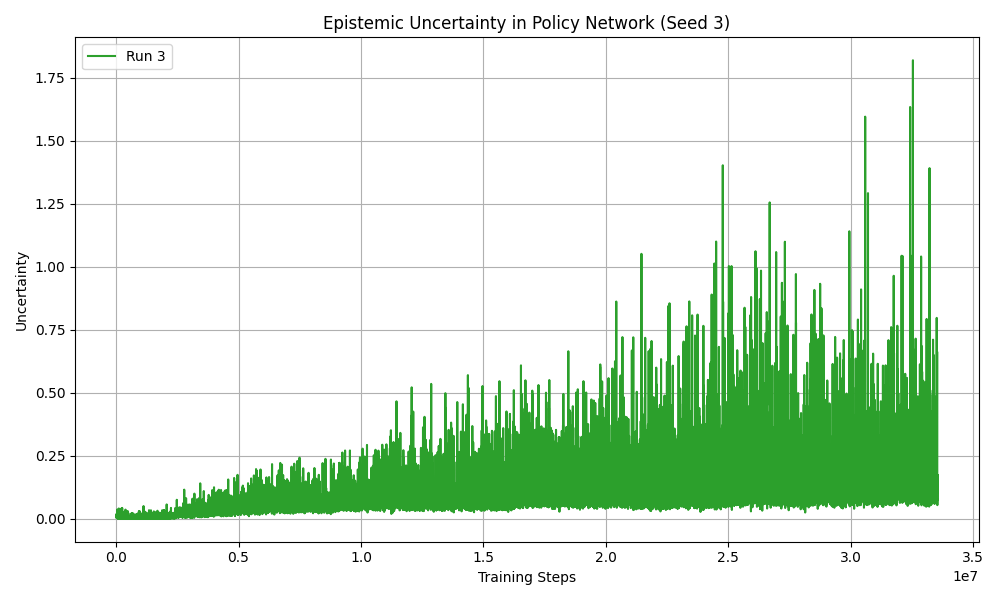 Epistemic Uncertainty in Policy Network (Seed 3)
Run 3
1.75
1.50
1.25
1.00
0.75
0.50
0.25
0.00
Uncertainty
0.0 0.5 1.0 1.5 2.0 2.5 3.0 3.5
1e7
Training Steps